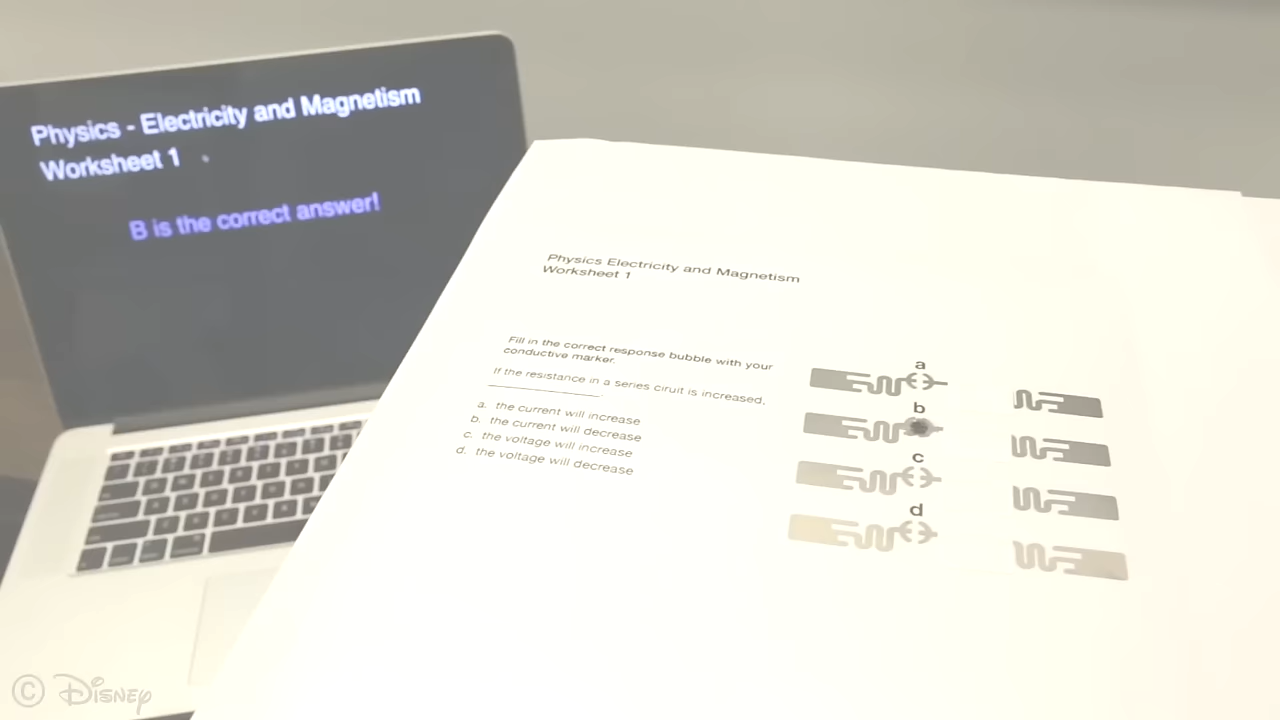 Physics - Electricity and Magnetism
Worksheet 1
B is the correct answer!
Physics Electricity and Magnetism
Worksheet 1
Fill in the correct response bubble with your
conductive marker.
If the resistance in a series ciruit is increased,
____________.
a. the current will increase
b. the current will decrease
c. the voltage will increase
d. the voltage will decrease
a
b
c
d
© Disney